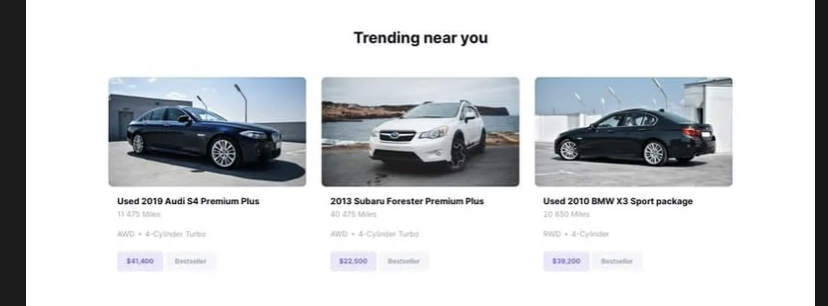 Trending near you
Used 2019 Audi S4 Premium Plus
11 475 Miles
AWD • 4-Cylinder Turbo
$41,400 Bestseller
2013 Subaru Forester Premium Plus
40 475 Miles
AWD • 4-Cylinder Turbo
$22,500 Bestseller
Used 2010 BMW X3 Sport package
20 850 Miles
RWD • 4-Cylinder
$39,200 Bestseller